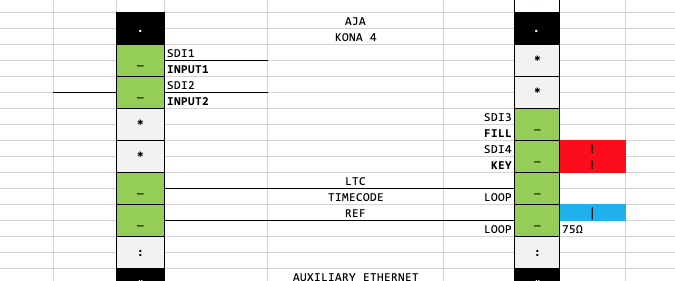 AJA
. KONA 4 .
SDI1
_ INPUT1 *
SDI2
_ INPUT2 *
* SDI3
FILL _
* SDI4 !
KEY _ !
_ LTC _
TIMECODE LOOP
_ REF _ |
LOOP 75Ω
: :
AUXILIARY ETHERNET